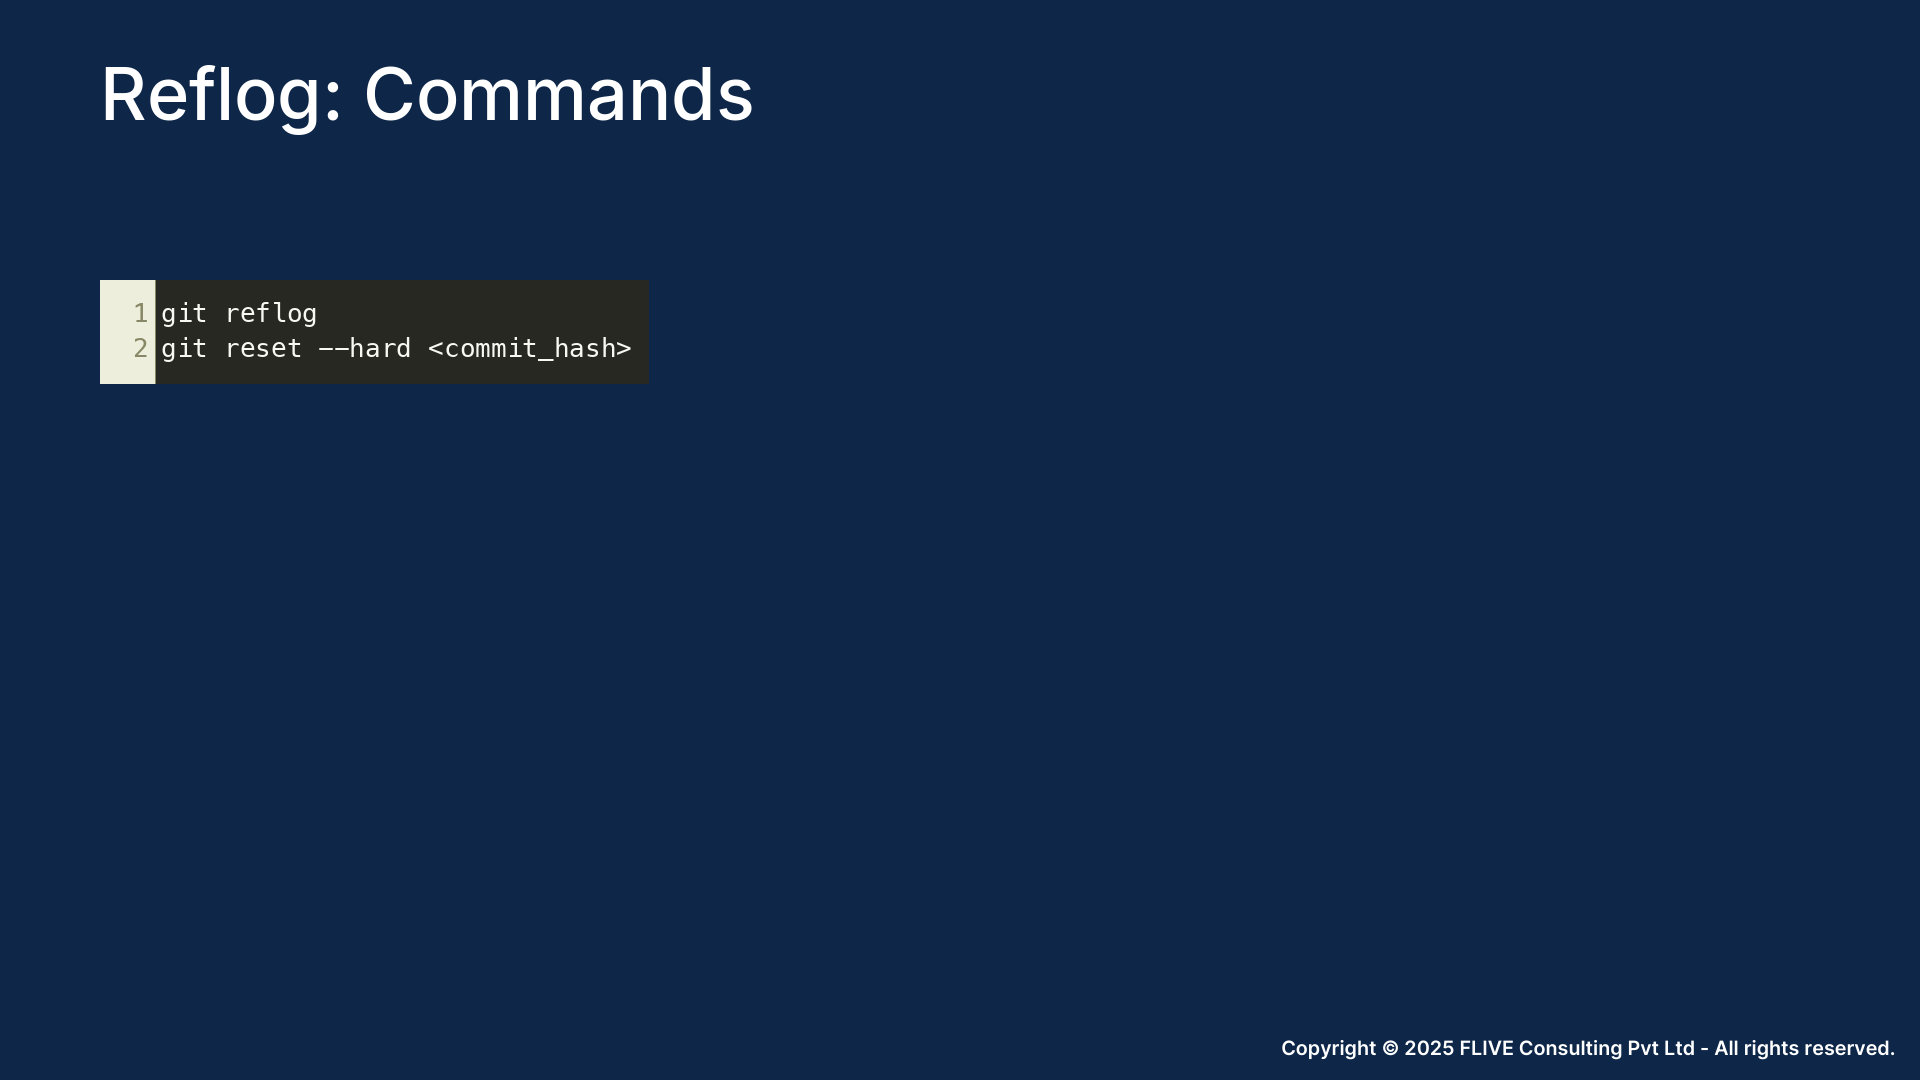 Reflog: Commands
1 git reflog
2 git reset --hard <commit_hash>
Copyright © 2025 FLIVE Consulting Pvt Ltd - All rights reserved.